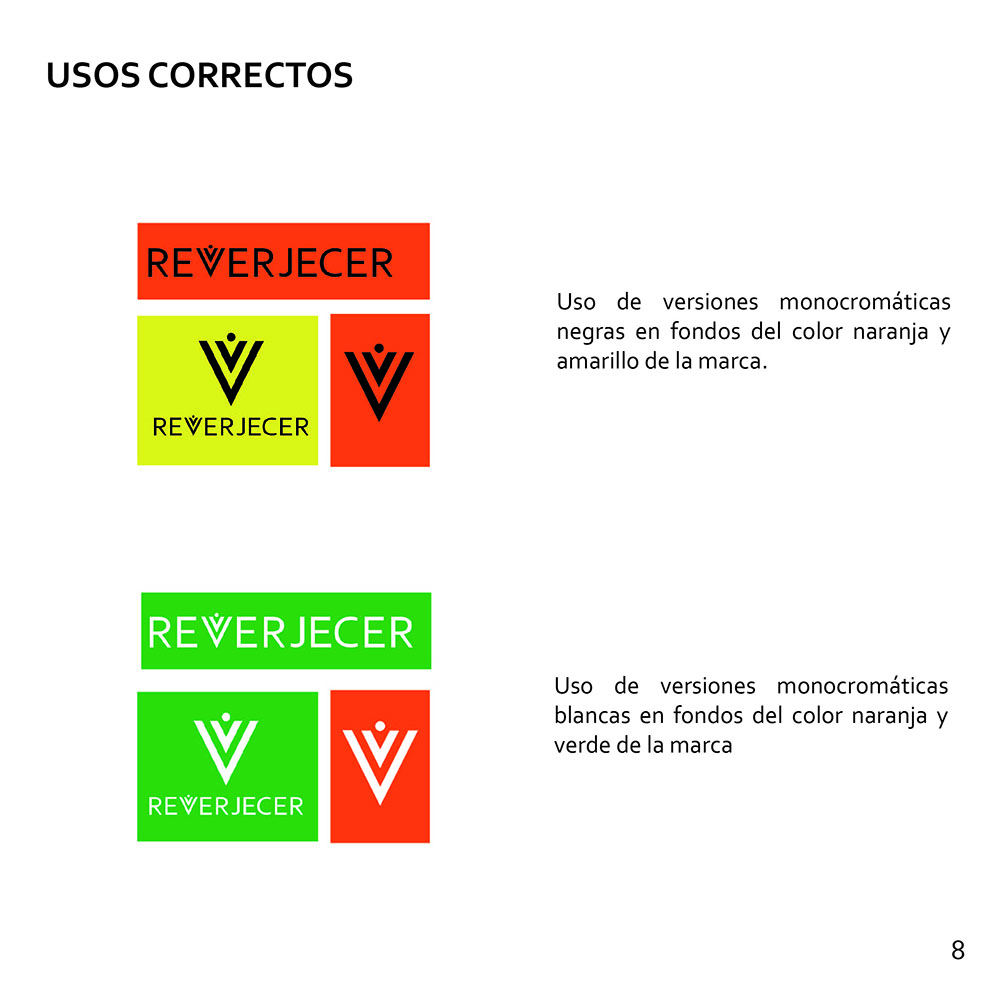 USOS CORRECTOS
REVERJECER
REVERJECER
Uso de versiones monocromáticas
negras en fondos del color naranja y
amarillo de la marca.
REVERJECER
REVERJECER
Uso de versiones monocromáticas
blancas en fondos del color naranja y
verde de la marca
8